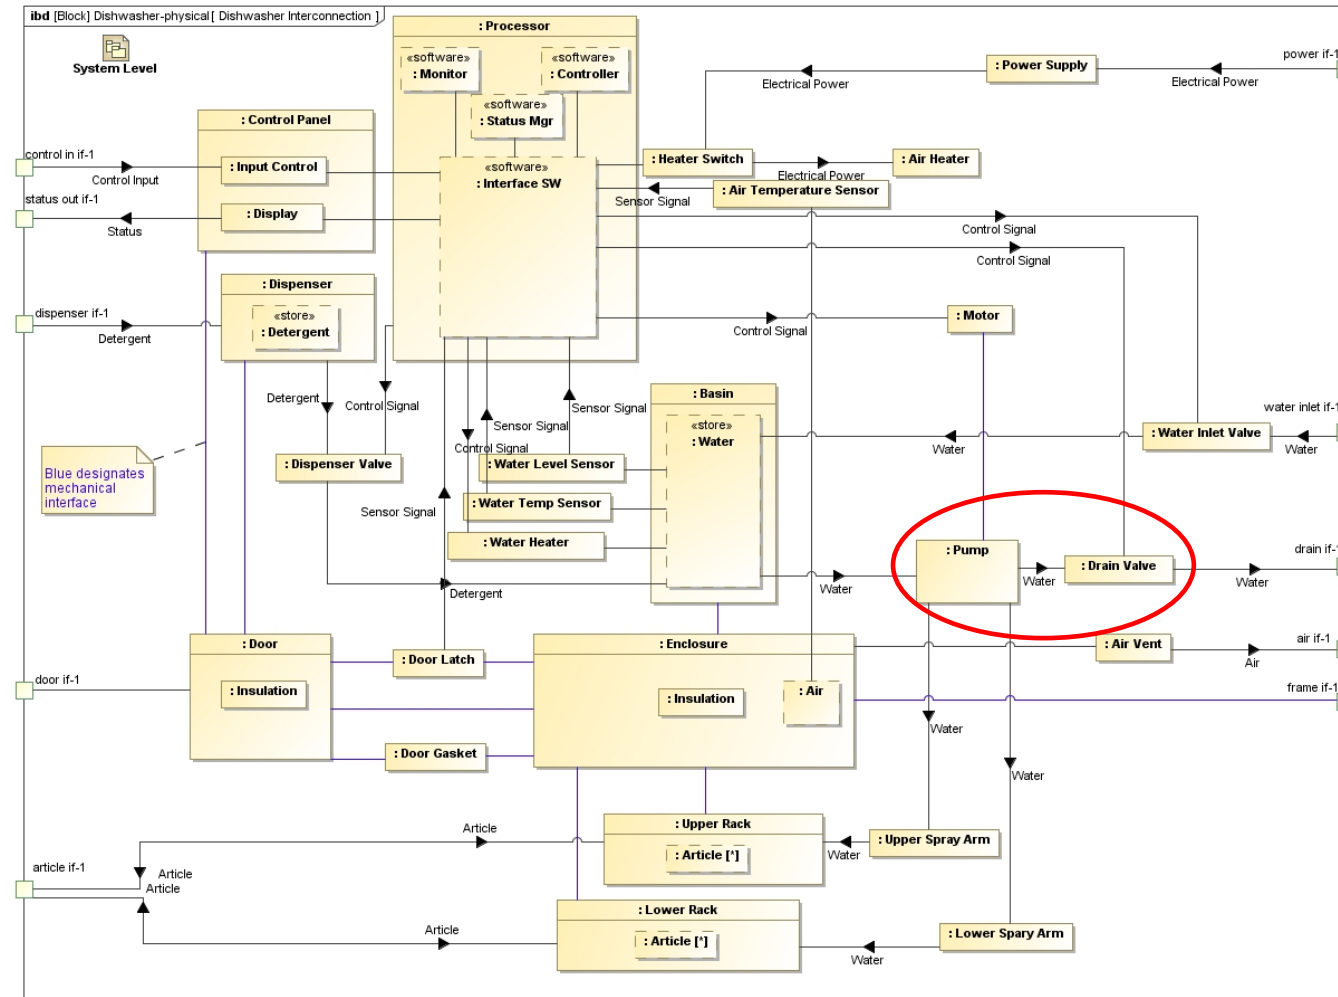 ibd [Block] Dishwasher-physical[ Dishwasher Interconnection ]
System Level
: Processor
«software»
: Monitor
«software»
: Controller
«software»
: Status Mgr
«software»
: Interface SW
power if-1
: Power Supply
Electrical Power
Electrical Power
: Control Panel
control in if-1
: Input Control
Control Input
status out if-1
: Display
Status
: Heater Switch
: Air Heater
Electrical Power
: Air Temperature Sensor
Sensor Signal
Control Signal
Control Signal
: Dispenser
«store»
: Detergent
dispenser if-1
Detergent
: Motor
Control Signal
Detergent
Control Signal
Sensor Signal
Sensor Signal
Control Signal
: Basin
«store»
: Water
water inlet if-1
: Water Inlet Valve
Water
Water
Blue designates
mechanical
interface
: Dispenser Valve
: Water Level Sensor
: Water Temp Sensor
Sensor Signal
: Water Heater
: Pump
: Drain Valve
drain if-1
Water
Water
Water
Detergent
: Door
: Insulation
door if-1
: Door Latch
: Door Gasket
: Enclosure
: Insulation
: Air
: Air Vent
air if-1
Air
frame if-1
Water
Water
: Upper Rack
: Article [*]
Article
Water
: Upper Spray Arm
article if-1
Article
Article
: Lower Rack
: Article [*]
Article
Water
: Lower Spary Arm